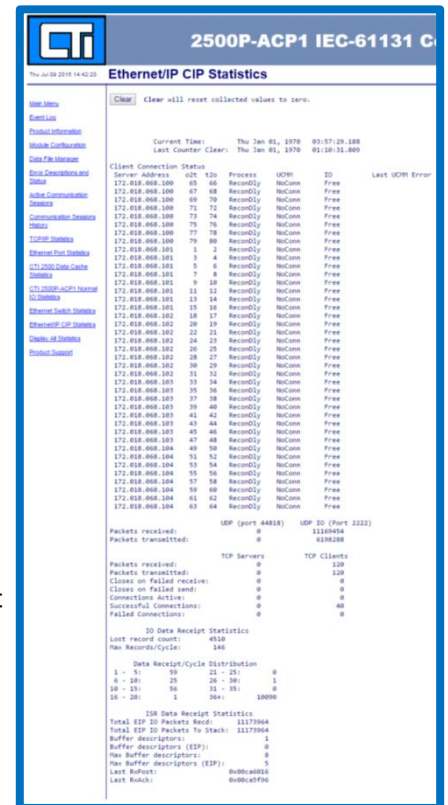 CTI
2500P-ACP1 IEC-61131 C
Thu Jul 09 2015 14:42:20
Ethernet/IP CIP Statistics
Main Menu
Event Log
Product Information
Module Configuration
Data File Manager
Error Descriptions and
Status
Active Communication
Sessions
Communication Sessions
History
TCP/IP Statistics
Ethernet Port Statistics
CTI 2500 Data Cache
Statistics
CTI 2500P-ACP1 Normal
IO Statistics
Ethernet Switch Statistics
Ethernet/IP CIP Statistics
Display All Statistics
Product Support
Clear Clear will reset collected values to zero.
Current Time: Thu Jan 01, 1970 03:57:29.188
Last Counter Clear: Thu Jan 01, 1970 01:10:31.809
Client Connection Status
Server Address o2t t2o Process UCMM IO Last UCMM Error
172.018.068.100 65 66 ReconDly NoConn Free
172.018.068.100 67 68 ReconDly NoConn Free
172.018.068.100 69 70 ReconDly NoConn Free
172.018.068.100 71 72 ReconDly NoConn Free
172.018.068.100 73 74 ReconDly NoConn Free
172.018.068.100 75 76 ReconDly NoConn Free
172.018.068.100 77 78 ReconDly NoConn Free
172.018.068.100 79 80 ReconDly NoConn Free
172.018.068.101 1 2 ReconDly NoConn Free
172.018.068.101 3 4 ReconDly NoConn Free
172.018.068.101 5 6 ReconDly NoConn Free
172.018.068.101 7 8 ReconDly NoConn Free
172.018.068.101 9 10 ReconDly NoConn Free
172.018.068.101 11 12 ReconDly NoConn Free
172.018.068.101 13 14 ReconDly NoConn Free
172.018.068.101 15 16 ReconDly NoConn Free
172.018.068.102 18 17 ReconDly NoConn Free
172.018.068.102 20 19 ReconDly NoConn Free
172.018.068.102 22 21 ReconDly NoConn Free
172.018.068.102 24 23 ReconDly NoConn Free
172.018.068.102 26 25 ReconDly NoConn Free
172.018.068.102 28 27 ReconDly NoConn Free
172.018.068.102 30 29 ReconDly NoConn Free
172.018.068.102 31 32 ReconDly NoConn Free
172.018.068.103 33 34 ReconDly NoConn Free
172.018.068.103 35 36 ReconDly NoConn Free
172.018.068.103 37 38 ReconDly NoConn Free
172.018.068.103 39 40 ReconDly NoConn Free
172.018.068.103 41 42 ReconDly NoConn Free
172.018.068.103 43 44 ReconDly NoConn Free
172.018.068.103 45 46 ReconDly NoConn Free
172.018.068.103 47 48 ReconDly NoConn Free
172.018.068.104 49 50 ReconDly NoConn Free
172.018.068.104 51 52 ReconDly NoConn Free
172.018.068.104 53 54 ReconDly NoConn Free
172.018.068.104 55 56 ReconDly NoConn Free
172.018.068.104 57 58 ReconDly NoConn Free
172.018.068.104 59 60 ReconDly NoConn Free
172.018.068.104 61 62 ReconDly NoConn Free
172.018.068.104 63 64 ReconDly NoConn Free
UDP (port 44818) UDP IO (Port 2222)
Packets received: 0 11169454
Packets transmitted: 0 6198288
TCP Servers TCP Clients
Packets received: 0 120
Packets transmitted: 0 120
Closes on failed receive: 0 0
Closes on failed send: 0 0
Connections Active: 0 0
Successful Connections: 0 40
Failed Connections: 0 0
IO Data Receipt Statistics
Lost record count: 4510
Max Records/Cycle: 146
Data Receipt/Cycle Distribution
1 - 5: 59 21 - 25: 0
6 - 10: 25 26 - 30: 1
10 - 15: 56 31 - 35: 0
16 - 20: 1 36+: 10090
ISR Data Receipt Statistics
Total EIP IO Packets Recd: 11173964
Total EIP IO Packets To Stack: 11173964
Buffer descriptors: 1
Buffer descriptors (EIP): 0
Max Buffer descriptors: 8
Max Buffer descriptors (EIP): 5
Last RxPost: 0x00ca6016
Last RxAck: 0x00ca5f96